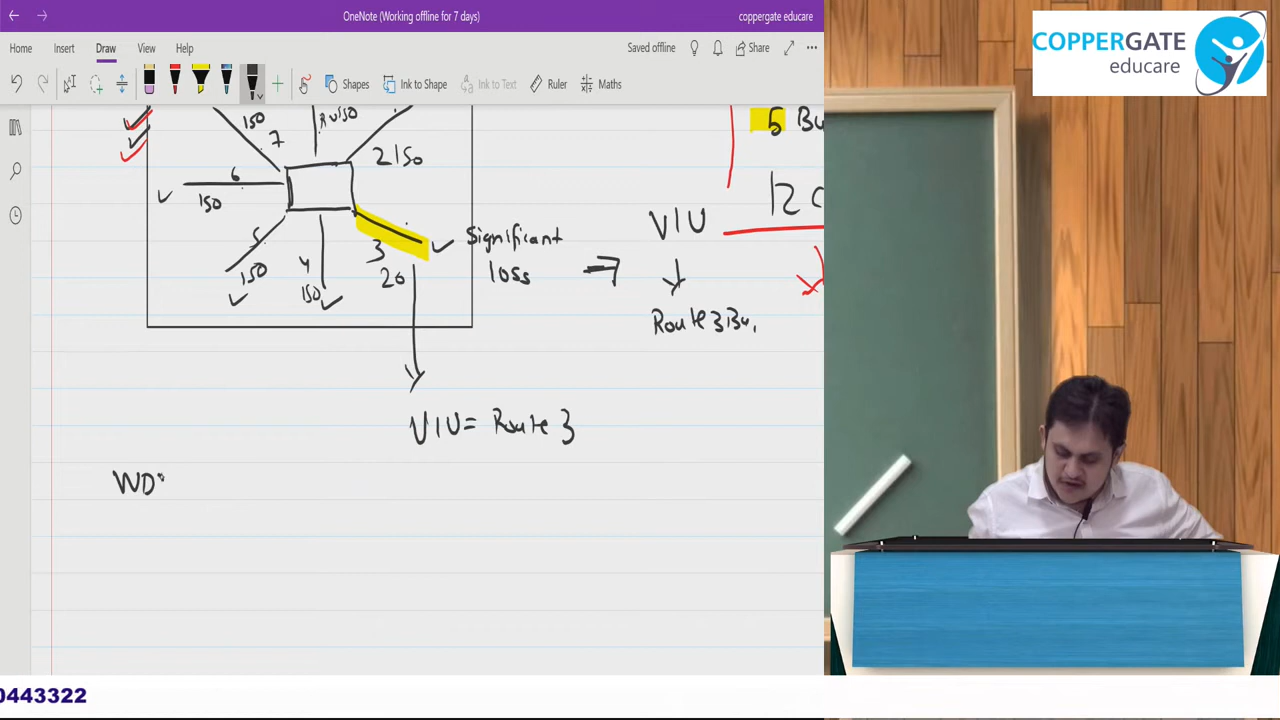 OneNote (Working offline for 7 days)
coppergate educare
Home Insert Draw View Help
Saved offline
Share
Shapes
Ink to Shape
Ink to Text
Ruler
Maths
COPPERGATE
educare
150
7
2150
6
150
5
150
4
150
3
20
Significant
loss
VIU
Route 3 Bu
5 Bu
12 C
VIU = Route 3
WD
0443322